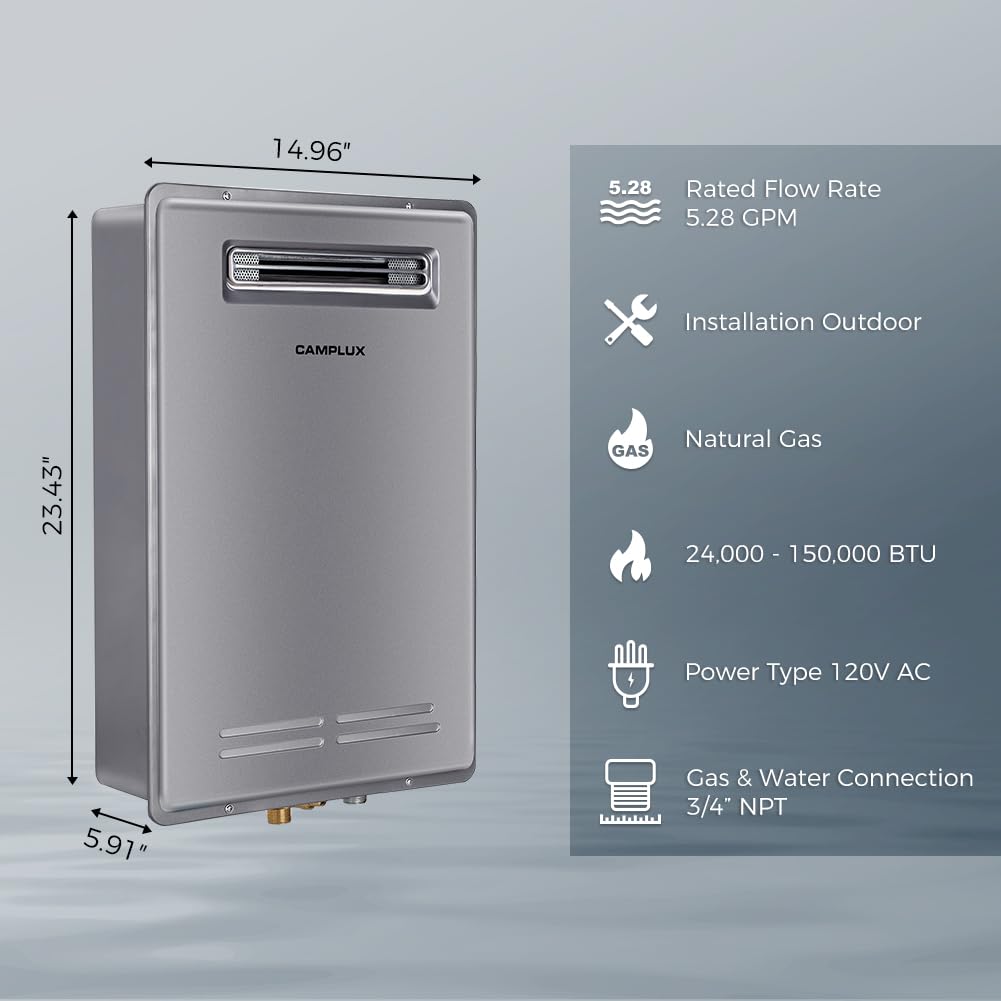 14.96"
23.43"
5.91"
CAMPLUX
5.28
Rated Flow Rate
5.28 GPM
Installation Outdoor
GAS
Natural Gas
24,000 - 150,000 BTU
Power Type 120V AC
Gas & Water Connection
3/4” NPT